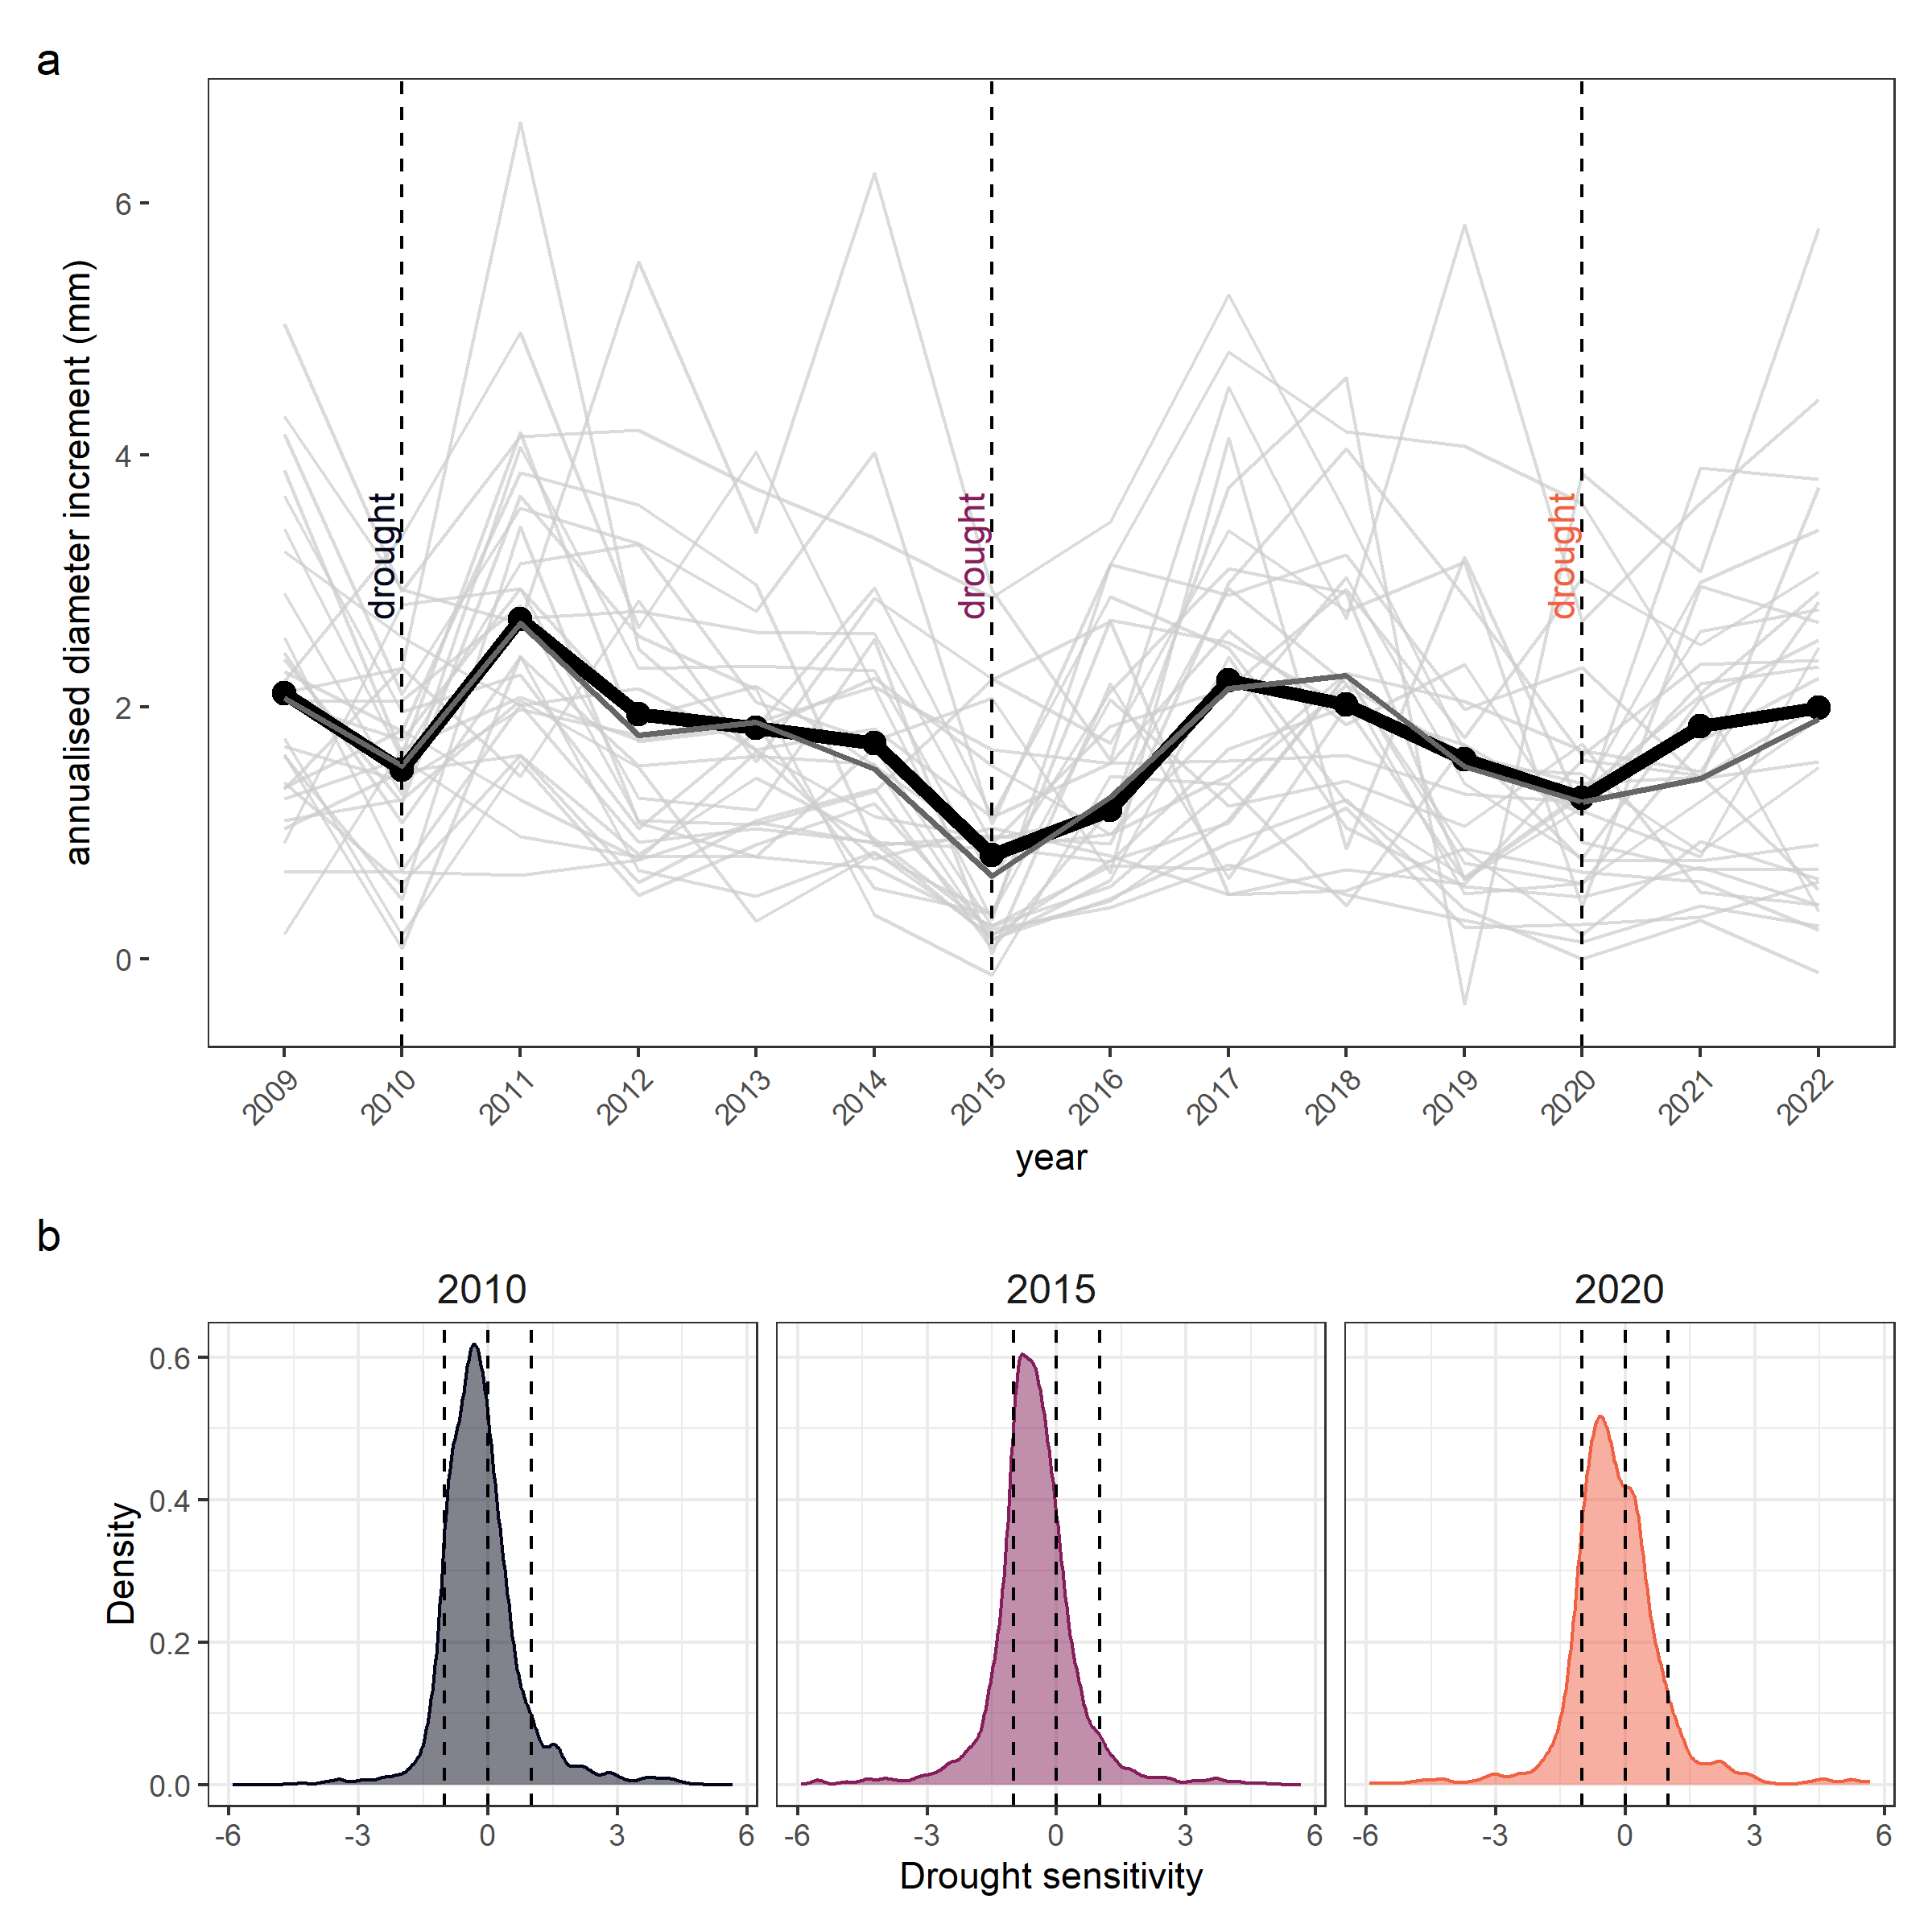 a
annualised diameter increment (mm)
6
4
2
0
drought
drought
drought
2009 2010 2011 2012 2013 2014 2015 2016 2017 2018 2019 2020 2021 2022
year
b
2010 2015 2020
Density
0.6
0.4
0.2
0.0
-6 -3 0 3 6 -6 -3 0 3 6 -6 -3 0 3 6
Drought sensitivity